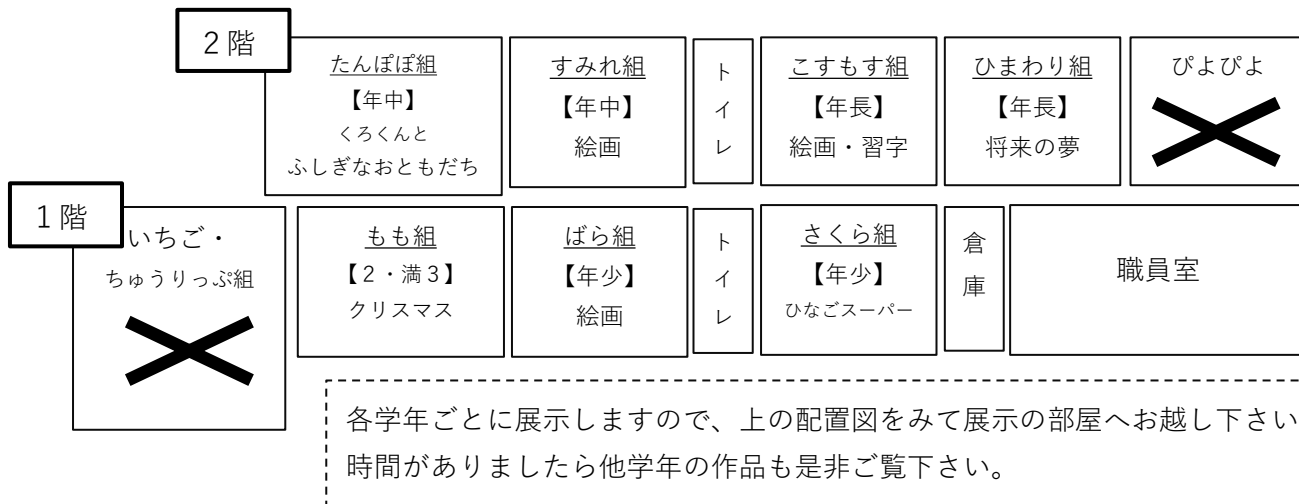 2階
たんぽぽ組
【年中】
くろくんと
ふしぎなおともだち
すみれ組
【年中】
絵画
トイレ
こすもす組
【年長】
絵画・習字
ひまわり組
【年長】
将来の夢
ぴよぴよ
1階
いちご・
ちゅうりっぷ組
もも組
【2・満3】
クリスマス
ばら組
【年少】
絵画
トイレ
さくら組
【年少】
ひなごスーパー
倉庫
職員室
各学年ごとに展示しますので、上の配置図をみて展示の部屋へお越し下さい
時間がありましたら他学年の作品も是非ご覧下さい。